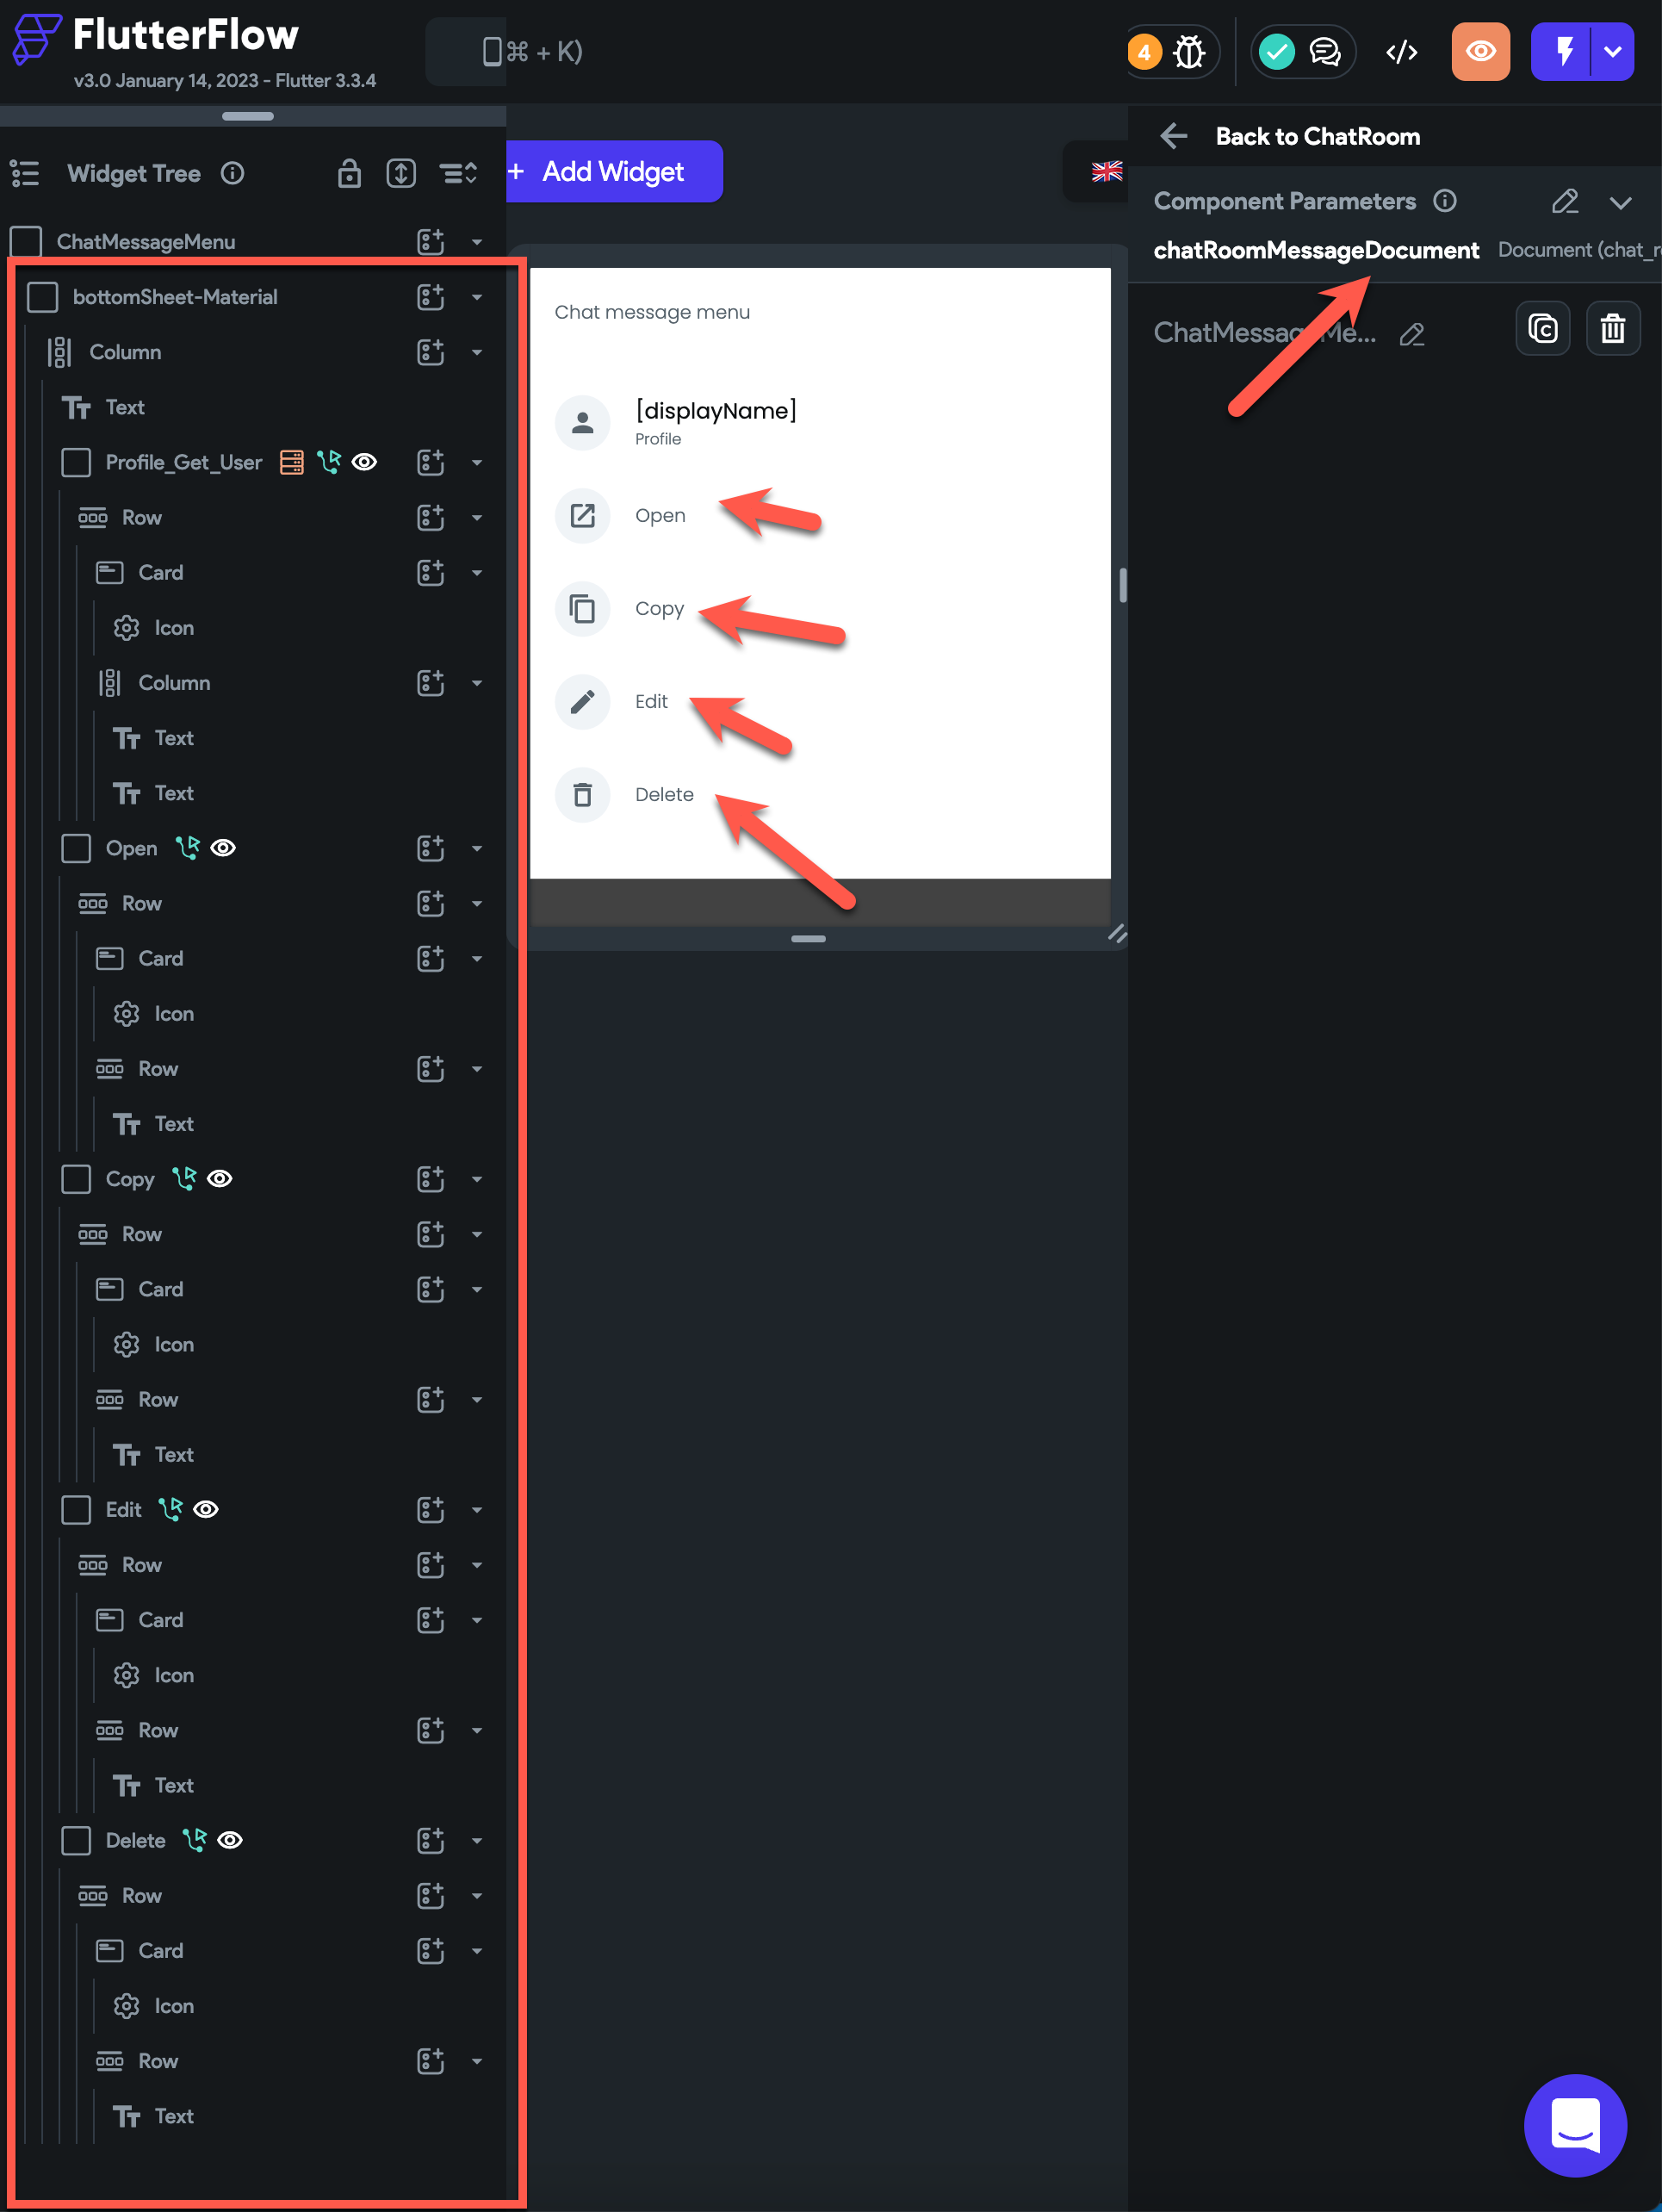 FlutterFlow
v3.0 January 14, 2023 - Flutter 3.3.4
⌘ + K)
4
Widget Tree
+ Add Widget
Back to ChatRoom
Component Parameters
chatRoomMessageDocument Document (chat_r
ChatMessageMe...
ChatMessageMenu
bottomSheet-Material
Column
Text
Profile_Get_User
Row
Card
Icon
Column
Text
Text
Open
Row
Card
Icon
Row
Text
Copy
Row
Card
Icon
Row
Text
Edit
Row
Card
Icon
Row
Text
Delete
Row
Card
Icon
Row
Text
Chat message menu
[displayName]
Profile
Open
Copy
Edit
Delete